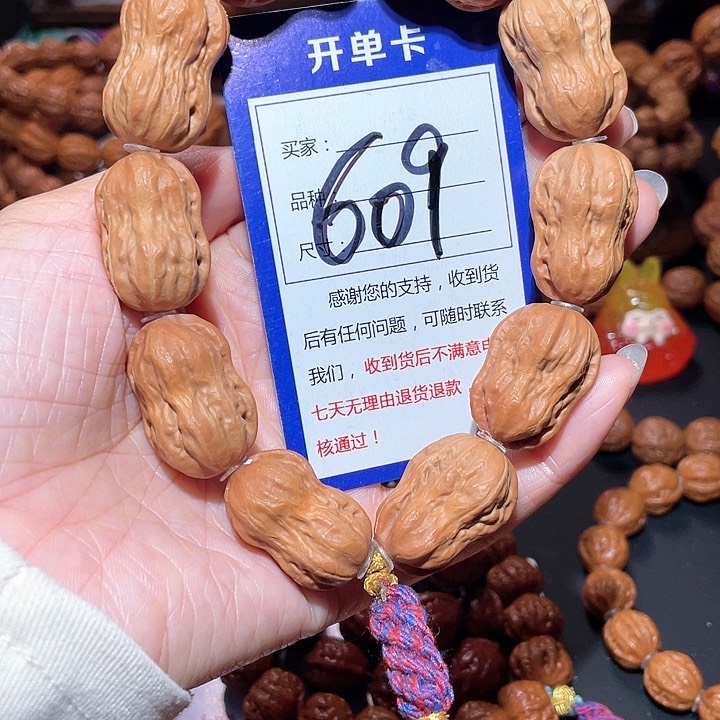 开单卡
买家：
品种
609
尺寸：
感谢您的支持，收到货
后有任何问题，可随时联系
我们，收到货后不满意
七天无理由退货退款
核通过！